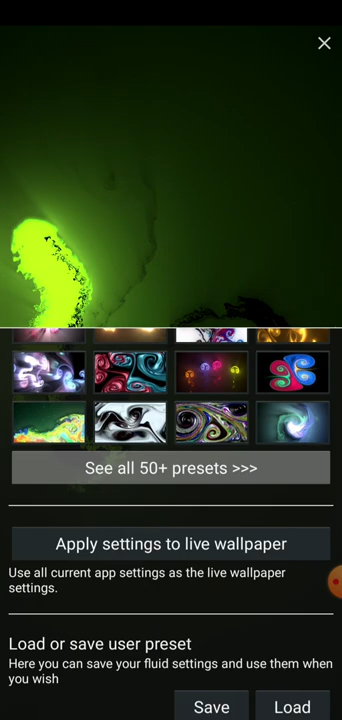 See all 50+ presets >>>
Apply settings to live wallpaper
Use all current app settings as the live wallpaper
settings.
Load or save user preset
Here you can save your fluid settings and use them when
you wish
Save Load